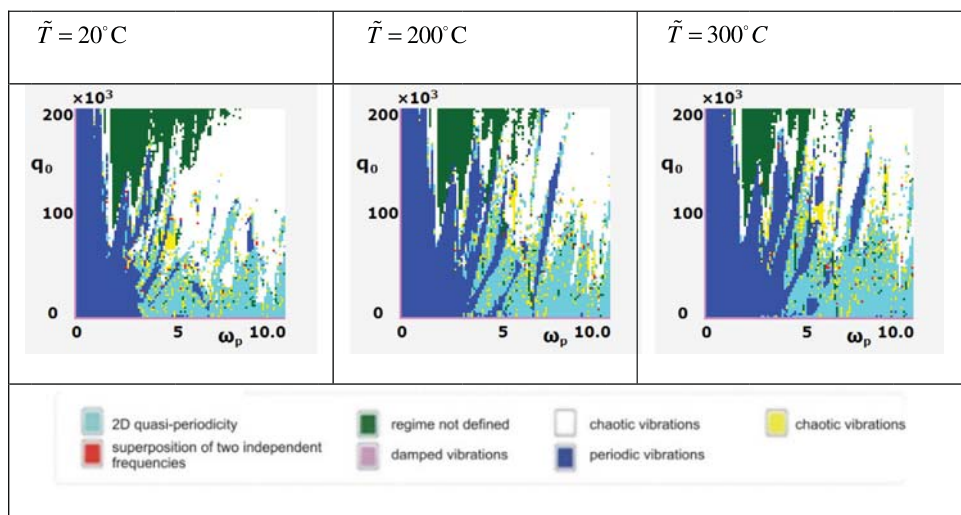 T̃ = 20°C
T̃ = 200°C
T̃ = 300°C
×10³
200
q₀
100
0
0 5 10.0
ωₚ
×10³
200
q₀
100
0
0 5 10.0
ωₚ
×10³
200
q₀
100
0
0 5 10.0
ωₚ
2D quasi-periodicity
regime not defined
chaotic vibrations
chaotic vibrations
superposition of two independent
frequencies
damped vibrations
periodic vibrations